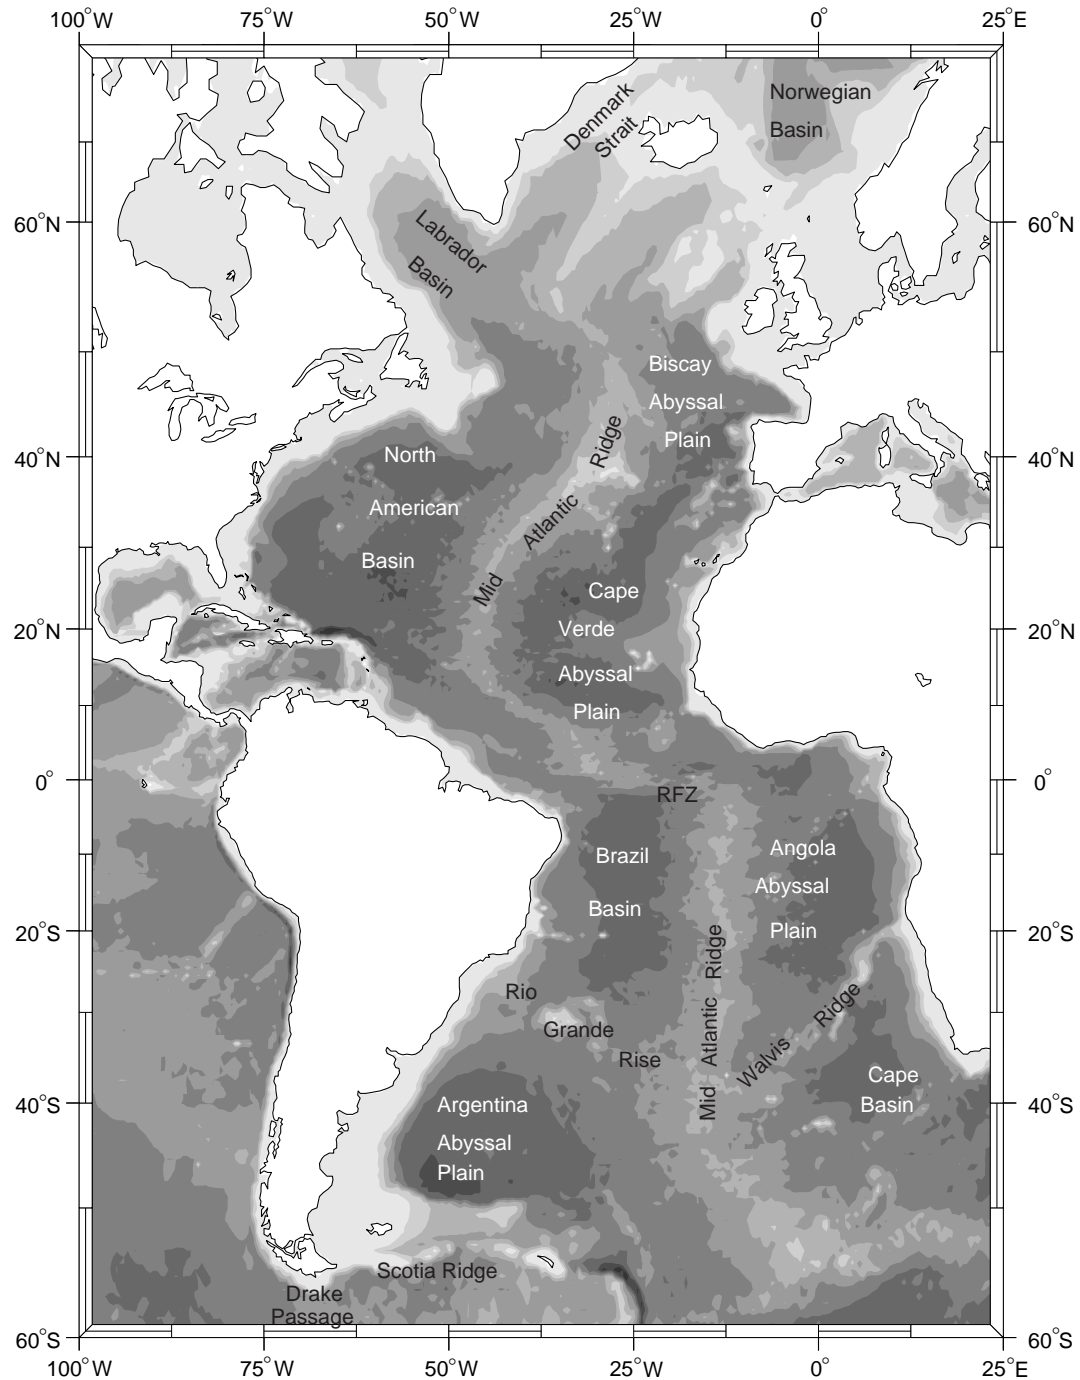 100°W 75°W 50°W 25°W 0° 25°E
Norwegian
Basin
Denmark
Strait
60°N 60°N
Labrador
Basin
Biscay
Abyssal
Plain
Ridge
Atlantic
Mid
40°N 40°N
North
American
Basin
Cape
Verde
Abyssal
Plain
20°N 20°N
0° 0°
RFZ
Brazil
Basin
Angola
Abyssal
Plain
20°S 20°S
Ridge
Atlantic
Mid
Rio
Grande
Rise
Walvis
Ridge
Cape
Basin
40°S 40°S
Argentina
Abyssal
Plain
Scotia Ridge
Drake
Passage
60°S 60°S
100°W 75°W 50°W 25°W 0° 25°E